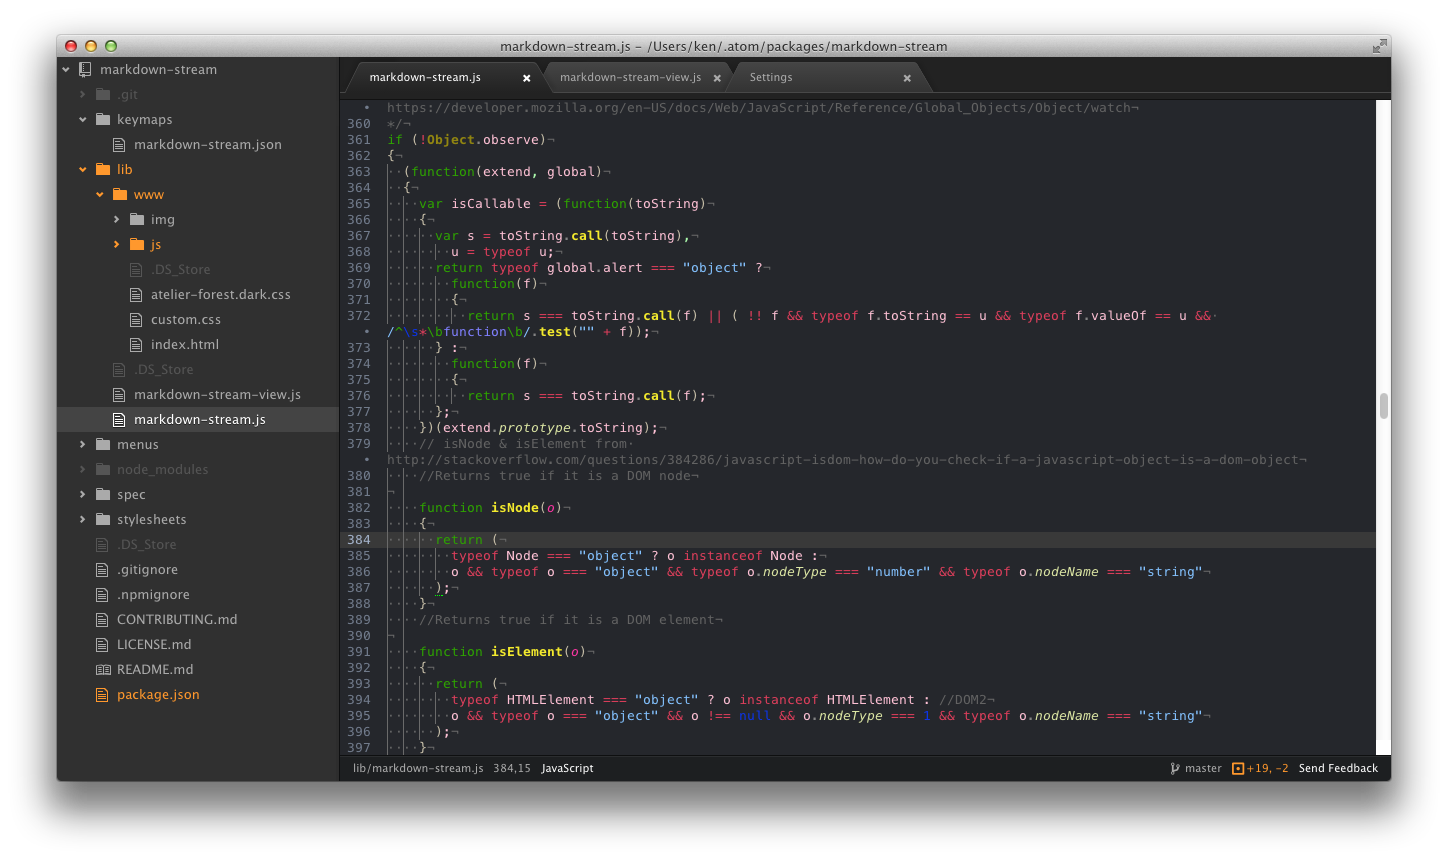 markdown-stream.js – /Users/ken/.atom/packages/markdown-stream
markdown-stream
.git
keymaps
markdown-stream.json
lib
www
img
js
.DS_Store
atelier-forest.dark.css
custom.css
index.html
.DS_Store
markdown-stream-view.js
markdown-stream.js
menus
node_modules
spec
stylesheets
.DS_Store
.gitignore
.npmignore
CONTRIBUTING.md
LICENSE.md
README.md
package.json
markdown-stream.js
markdown-stream-view.js
Settings
• https://developer.mozilla.org/en-US/docs/Web/JavaScript/Reference/Global_Objects/Object/watch¬
360 */¬
361 if (!Object.observe)¬
362 {¬
363 ··(function(extend, global)¬
364 ··{¬
365 ····var isCallable = (function(toString)¬
366 ····{¬
367 ······var s = toString.call(toString),¬
368 ········u = typeof u;¬
369 ······return typeof global.alert === "object" ?¬
370 ········function(f)¬
371 ········{¬
372 ··········return s === toString.call(f) || ( !! f && typeof f.toString == u && typeof f.valueOf == u &&·
• /^\s*\bfunction\b/.test("" + f));¬
373 ······} :¬
374 ········function(f)¬
375 ········{¬
376 ··········return s === toString.call(f);¬
377 ······};¬
378 ····})(extend.prototype.toString);¬
379 ····// isNode & isElement from·
• http://stackoverflow.com/questions/384286/javascript-isdom-how-do-you-check-if-a-javascript-object-is-a-dom-object¬
380 ····//Returns true if it is a DOM node¬
381 ¬
382 ····function isNode(o)¬
383 ····{¬
384 ······return (¬
385 ········typeof Node === "object" ? o instanceof Node :¬
386 ········o && typeof o === "object" && typeof o.nodeType === "number" && typeof o.nodeName === "string"¬
387 ······);¬
388 ····}¬
389 ····//Returns true if it is a DOM element¬
390 ¬
391 ····function isElement(o)¬
392 ····{¬
393 ······return (¬
394 ········typeof HTMLElement === "object" ? o instanceof HTMLElement : //DOM2¬
395 ········o && typeof o === "object" && o !== null && o.nodeType === 1 && typeof o.nodeName === "string"¬
396 ······);¬
397 ····}¬
lib/markdown-stream.js 384,15 JavaScript
master +19, -2 Send Feedback